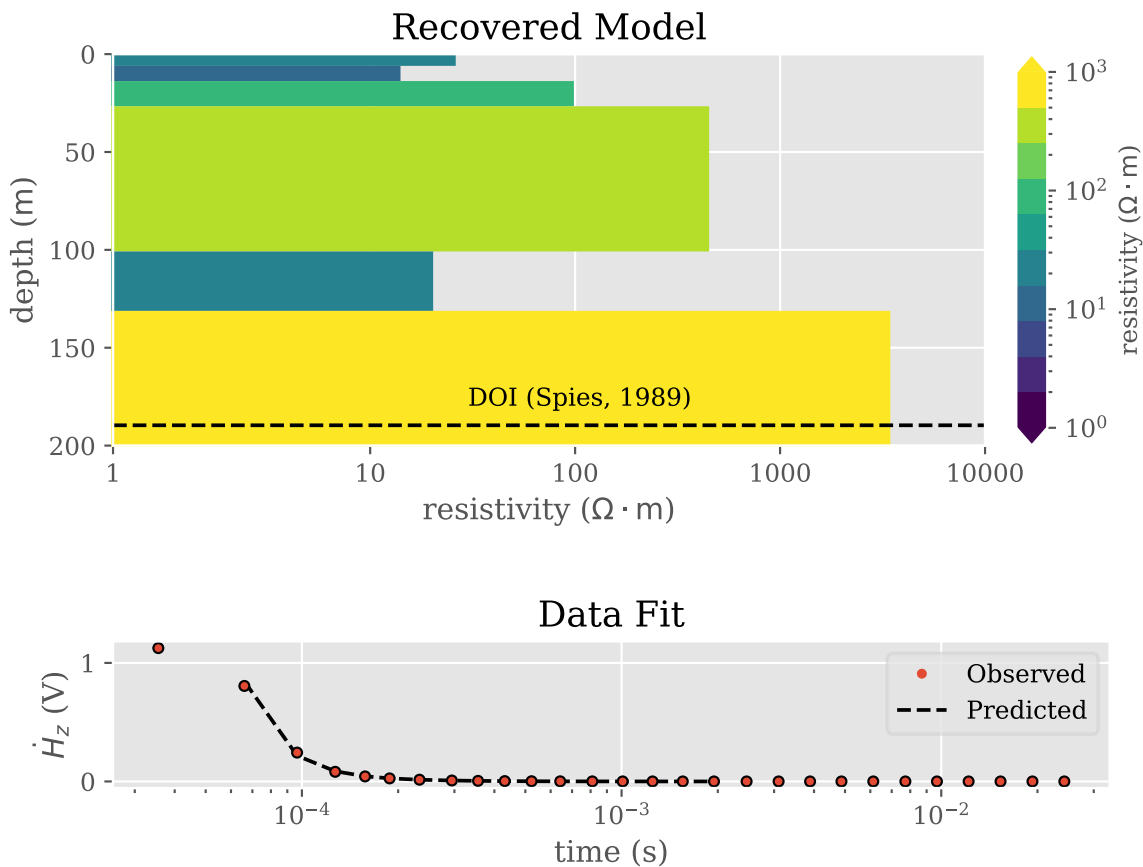 Recovered Model
0
50
100
150
200
depth (m)
DOI (Spies, 1989)
1 10 100 1000 10000
resistivity (Ω · m)
10³
10²
10¹
10⁰
resistivity (Ω · m)
Data Fit
1
0
Ḣz (V)
Observed
Predicted
10⁻⁴ 10⁻³ 10⁻²
time (s)